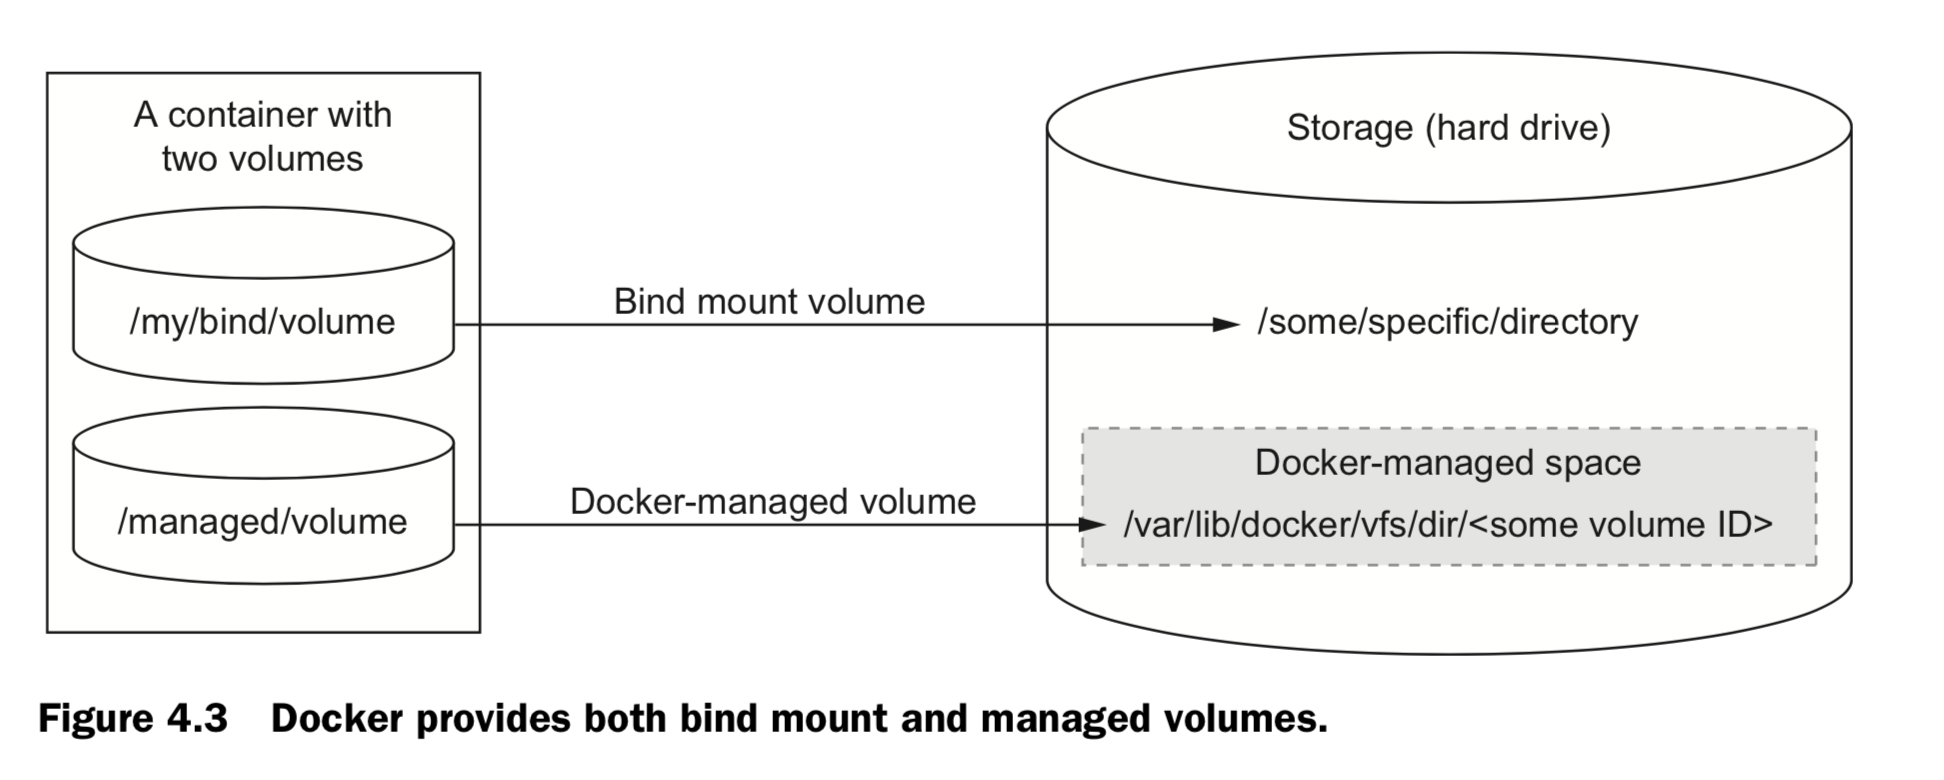 A container with
two volumes
Storage (hard drive)
/my/bind/volume
Bind mount volume
/some/specific/directory
/managed/volume
Docker-managed volume
Docker-managed space
/var/lib/docker/vfs/dir/<some volume ID>
Figure 4.3 Docker provides both bind mount and managed volumes.